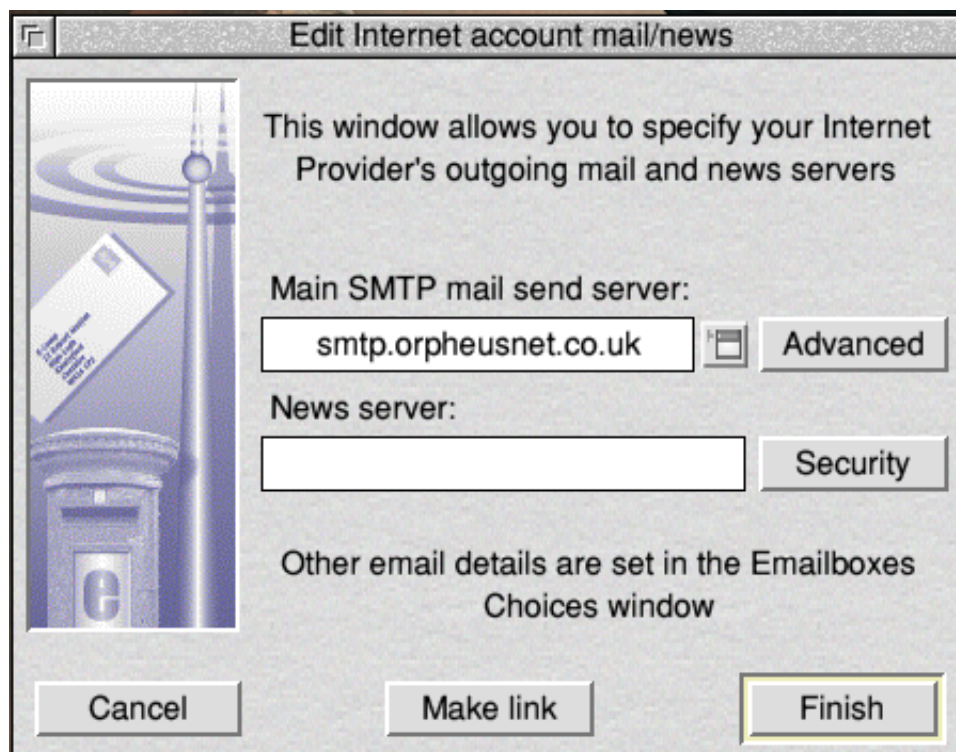 Edit Internet account mail/news
This window allows you to specify your Internet
Provider's outgoing mail and news servers
Main SMTP mail send server:
smtp.orpheusnet.co.uk
Advanced
News server:
Security
Other email details are set in the Emailboxes
Choices window
e
Cancel
Make link
Finish